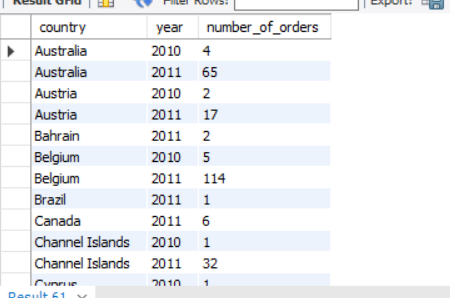 Result Grid Filter Rows: Export:
country year number_of_orders
Australia 2010 4
Australia 2011 65
Austria 2010 2
Austria 2011 17
Bahrain 2011 2
Belgium 2010 5
Belgium 2011 114
Brazil 2011 1
Canada 2011 6
Channel Islands 2010 1
Channel Islands 2011 32
Cyprus 2010 1
Result 61